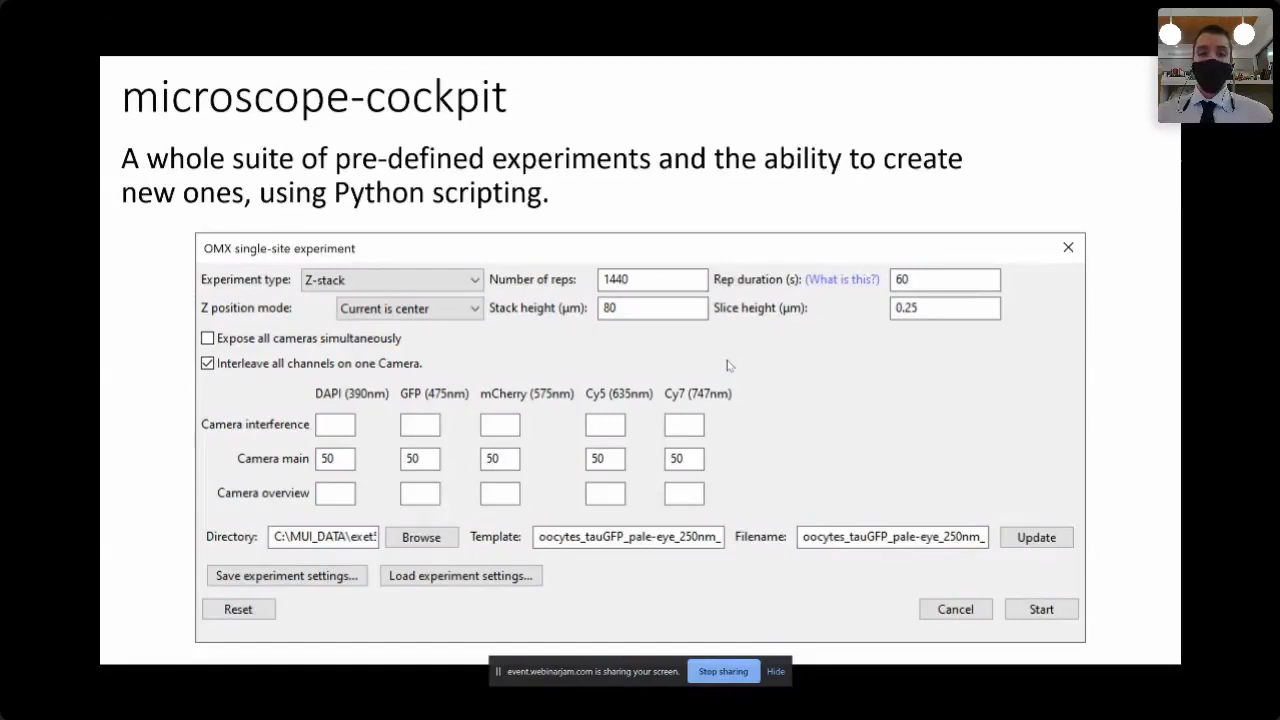 microscope-cockpit
A whole suite of pre-defined experiments and the ability to create
new ones, using Python scripting.
OMX single-site experiment
Experiment type: Z-stack Number of reps: 1440 Rep duration (s): (What is this?) 60
Z position mode: Current is center Stack height (µm): 80 Slice height (µm): 0.25
Expose all cameras simultaneously
Interleave all channels on one Camera.
DAPI (390nm) GFP (475nm) mCherry (575nm) Cy5 (635nm) Cy7 (747nm)
Camera interference
Camera main 50 50 50 50 50
Camera overview
Directory: C:\MUI_DATA\exet! Browse Template: oocytes_tauGFP_pale-eye_250nm_ Filename: oocytes_tauGFP_pale-eye_250nm_ Update
Save experiment settings... Load experiment settings...
Reset Cancel Start
event.webinarjam.com is sharing your screen. Stop sharing Hide